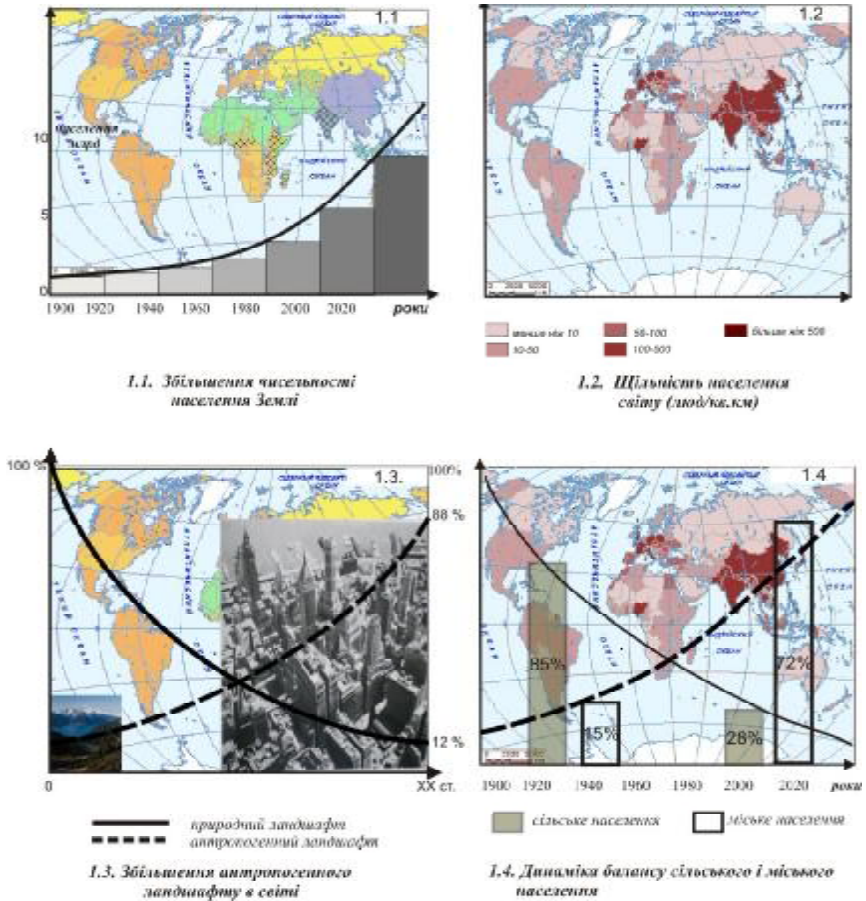 1.1
10
населення
млрд
5
0
1900 1920 1940 1960 1980 2000 2020 роки
1.1. Збільшення чисельності
населення Землі
1.2
менше ніж 10
50-100
більше ніж 500
10-50
100-500
1.2. Щільність населення
світу (люд/кв.км)
1.3.
100 %
100%
88 %
12 %
0
XX ст.
природний ландшафт
антропогенний ландшафт
1.3. Збільшення антропогенного
ландшафту в світі
1.4
85%
15%
28%
72%
1900 1920 1940 1960 1980 2000 2020 роки
сільське населення
міське населення
1.4. Динаміка балансу сільського і міського
населення